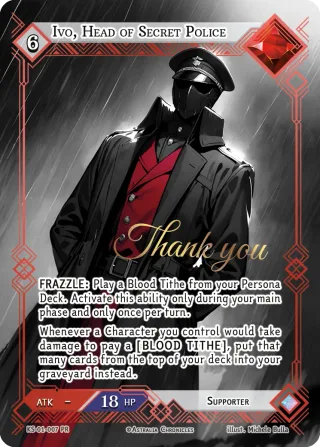 Ivo, Head of Secret Police
6
Thank you
FRAZZLE: Play a Blood Tithe from your Persona
Deck. Activate this ability only during your main
phase and only once per turn.
Whenever a Character you control would take
damage to pay a [BLOOD TITHE], put that
many cards from the top of your deck into your
graveyard instead.
ATK - 18 HP Supporter
KS-01-007 PR ©Astralia Chronicles illust. Michele Bulla